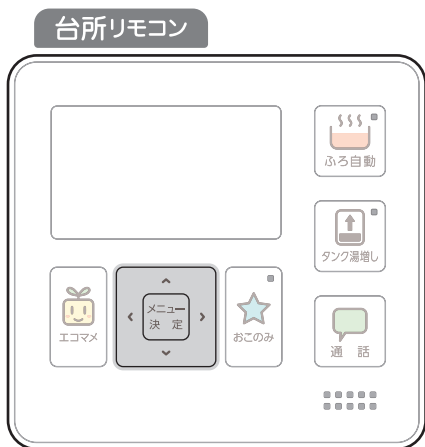 台所リモコン
ふろ自動
タンク湯増し
エコマメ
メニュー
決 定
おこのみ
通 話